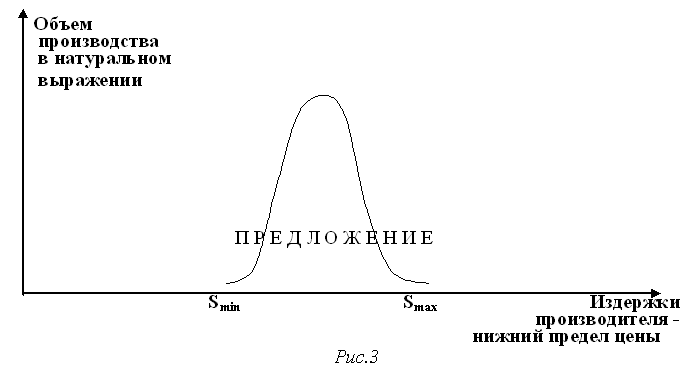 Объем
производства
в натуральном
выражении
ПРЕДЛОЖЕНИЕ
Smin
Smax
Издержки
производителя -
нижний предел цены
Рис.3